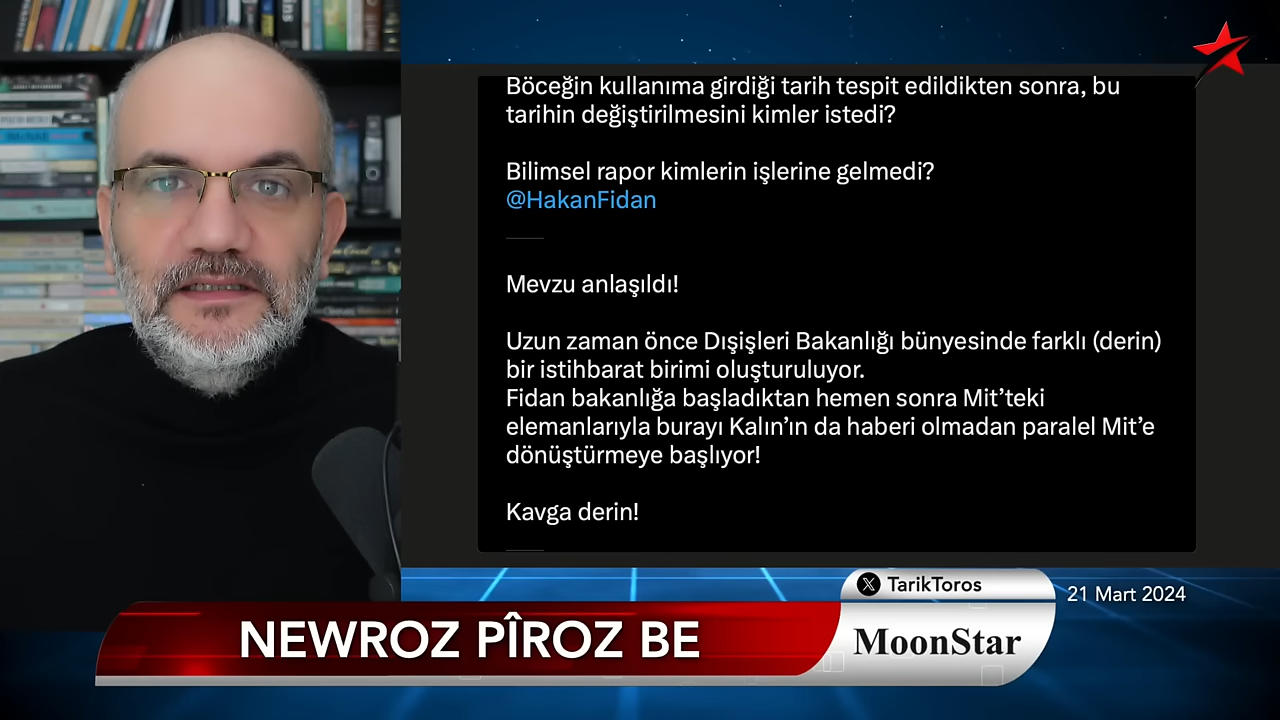 Böceğin kullanıma girdiği tarih tespit edildikten sonra, bu
tarihin değiştirilmesini kimler istedi?
Bilimsel rapor kimlerin işlerine gelmedi?
@HakanFidan
Mevzu anlaşıldı!
Uzun zaman önce Dışişleri Bakanlığı bünyesinde farklı (derin)
bir istihbarat birimi oluşturuluyor.
Fidan bakanlığa başladıktan hemen sonra Mit’teki
elemanlarıyla burayı Kalın’ın da haberi olmadan paralel Mit’e
dönüştürmeye başlıyor!
Kavga derin!
TarikToros
21 Mart 2024
NEWROZ PÎROZ BE
MoonStar